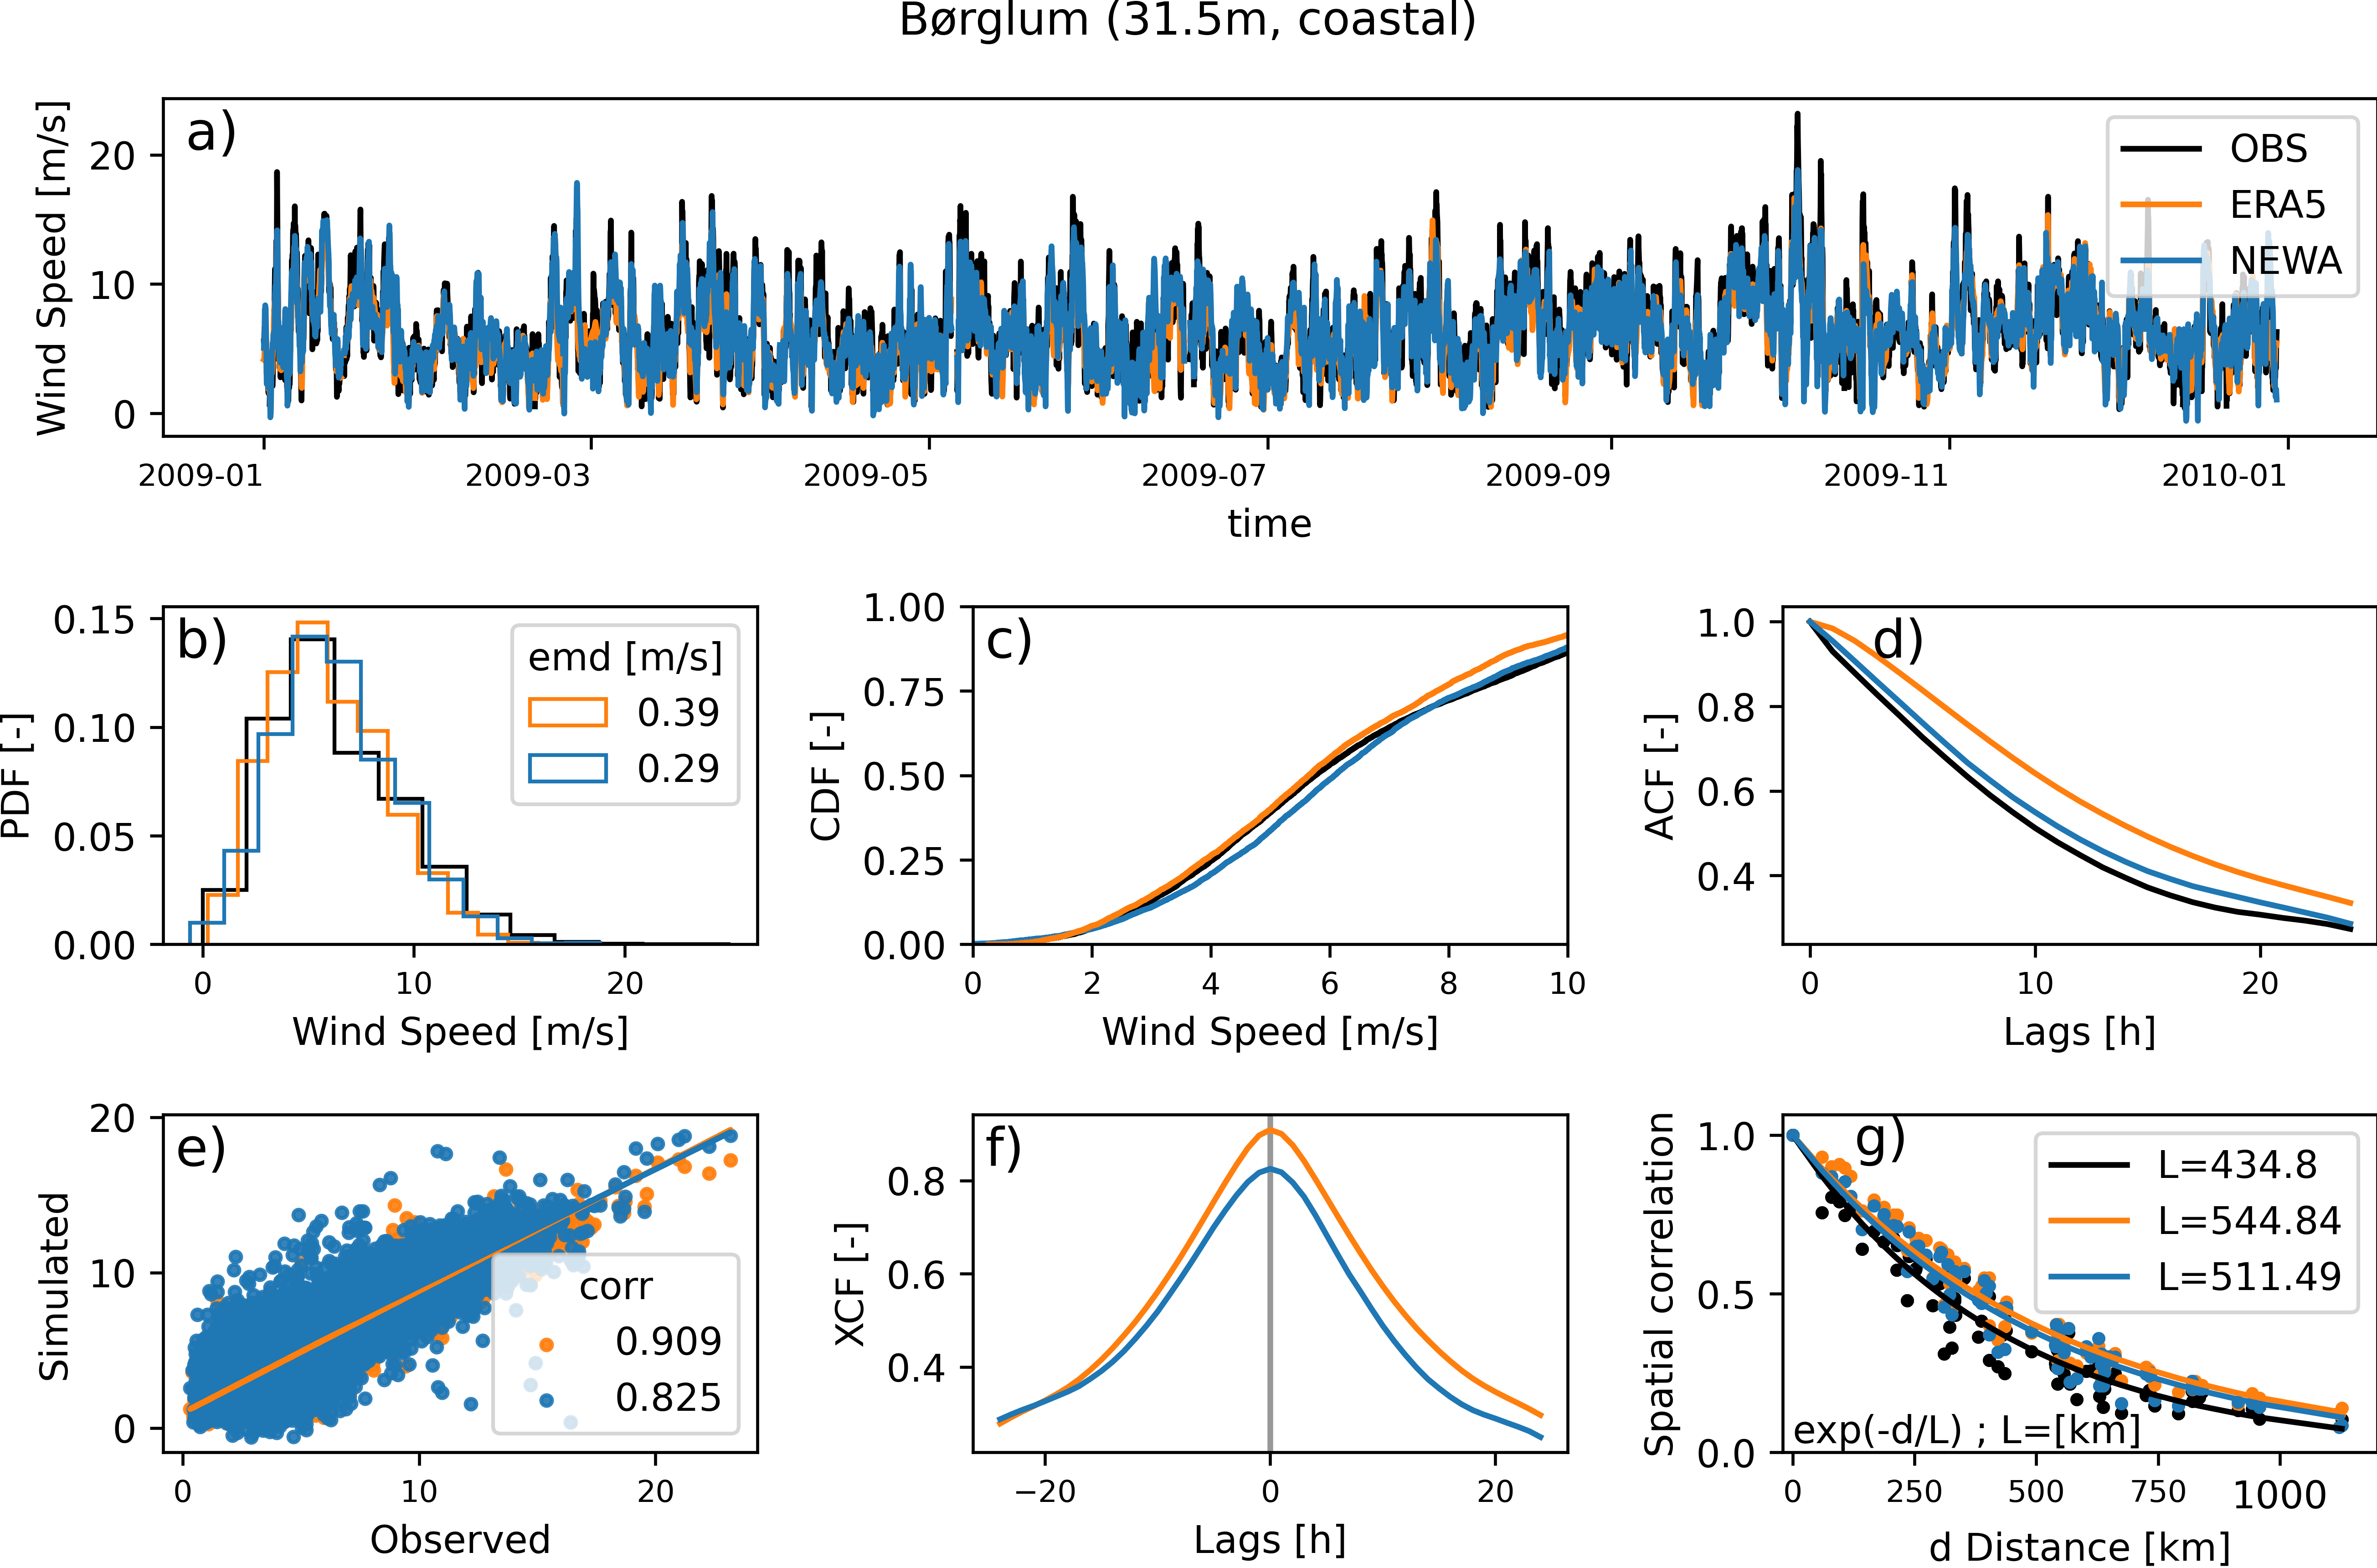 Børglum (31.5m, coastal)
a)
Wind Speed [m/s]
20
10
0
OBS
ERA5
NEWA
2009-01 2009-03 2009-05 2009-07 2009-09 2009-11 2010-01
time
b)
PDF [-]
0.15
0.10
0.05
0.00
emd [m/s]
0.39
0.29
0 10 20
Wind Speed [m/s]
c)
CDF [-]
1.00
0.75
0.50
0.25
0.00
0 2 4 6 8 10
Wind Speed [m/s]
d)
ACF [-]
1.0
0.8
0.6
0.4
0 10 20
Lags [h]
e)
Simulated
20
10
0
corr
0.909
0.825
0 10 20
Observed
f)
XCF [-]
0.8
0.6
0.4
−20 0 20
Lags [h]
g)
Spatial correlation
1.0
0.5
0.0
L=434.8
L=544.84
L=511.49
exp(-d/L) ; L=[km]
0 250 500 750 1000
d Distance [km]